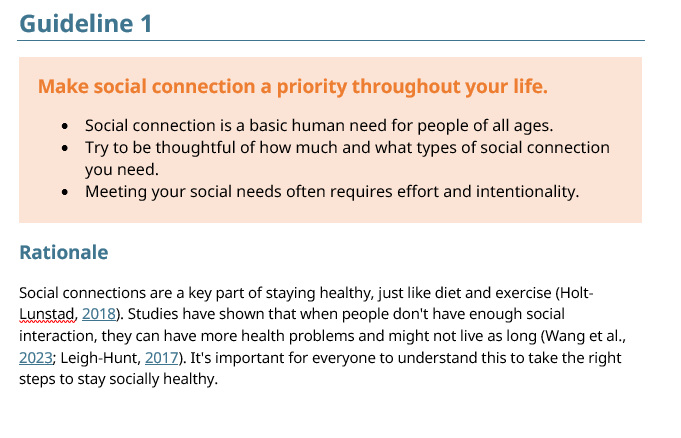 Guideline 1
Make social connection a priority throughout your life.
• Social connection is a basic human need for people of all ages.
• Try to be thoughtful of how much and what types of social connection
you need.
• Meeting your social needs often requires effort and intentionality.
Rationale
Social connections are a key part of staying healthy, just like diet and exercise (Holt-
Lunstad, 2018). Studies have shown that when people don't have enough social
interaction, they can have more health problems and might not live as long (Wang et al.,
2023; Leigh-Hunt, 2017). It's important for everyone to understand this to take the right
steps to stay socially healthy.